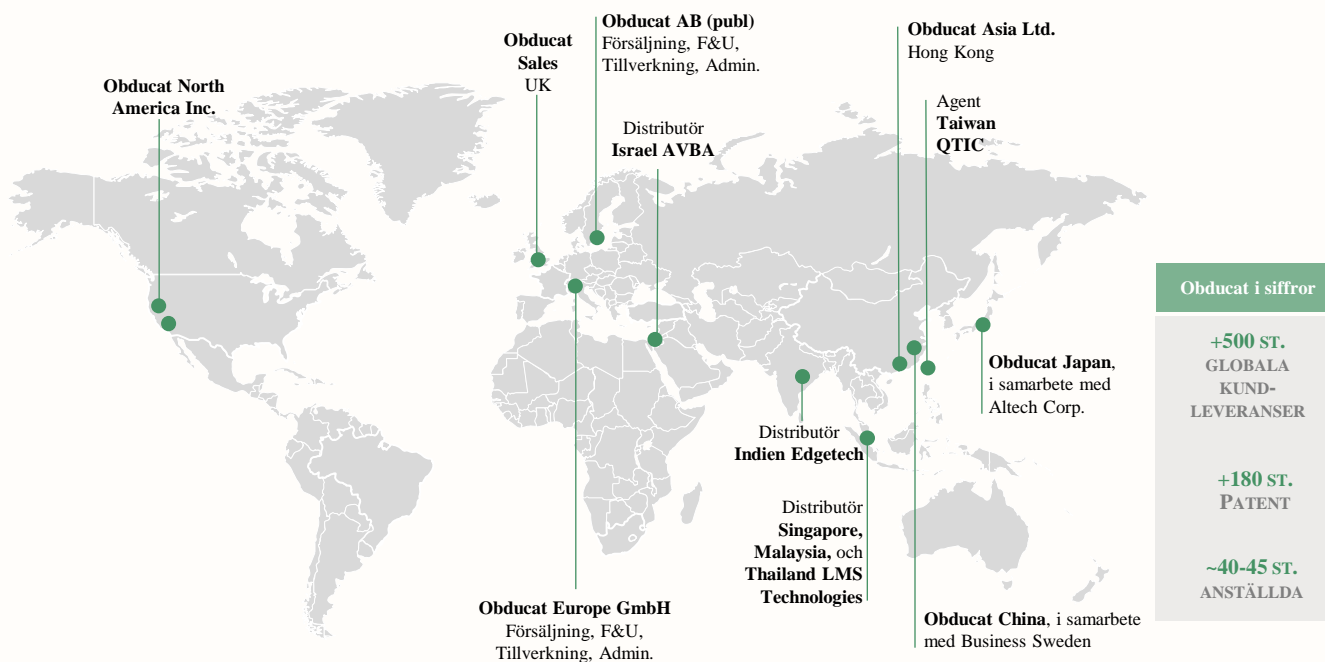 Obducat North
America Inc.
Obducat
Sales
UK
Obducat AB (publ)
Försäljning, F&U,
Tillverkning, Admin.
Distributör
Israel AVBA
Obducat Asia Ltd.
Hong Kong
Agent
Taiwan
QTIC
Obducat Japan,
i samarbete med
Altech Corp.
Distributör
Indien Edgetech
Distributör
Singapore,
Malaysia, och
Thailand LMS
Technologies
Obducat Europe GmbH
Försäljning, F&U,
Tillverkning, Admin.
Obducat China, i samarbete
med Business Sweden
Obducat i siffror
+500 ST.
GLOBALA
KUND-
LEVERANSER
+180 ST.
PATENT
~40-45 ST.
ANSTÄLLDA